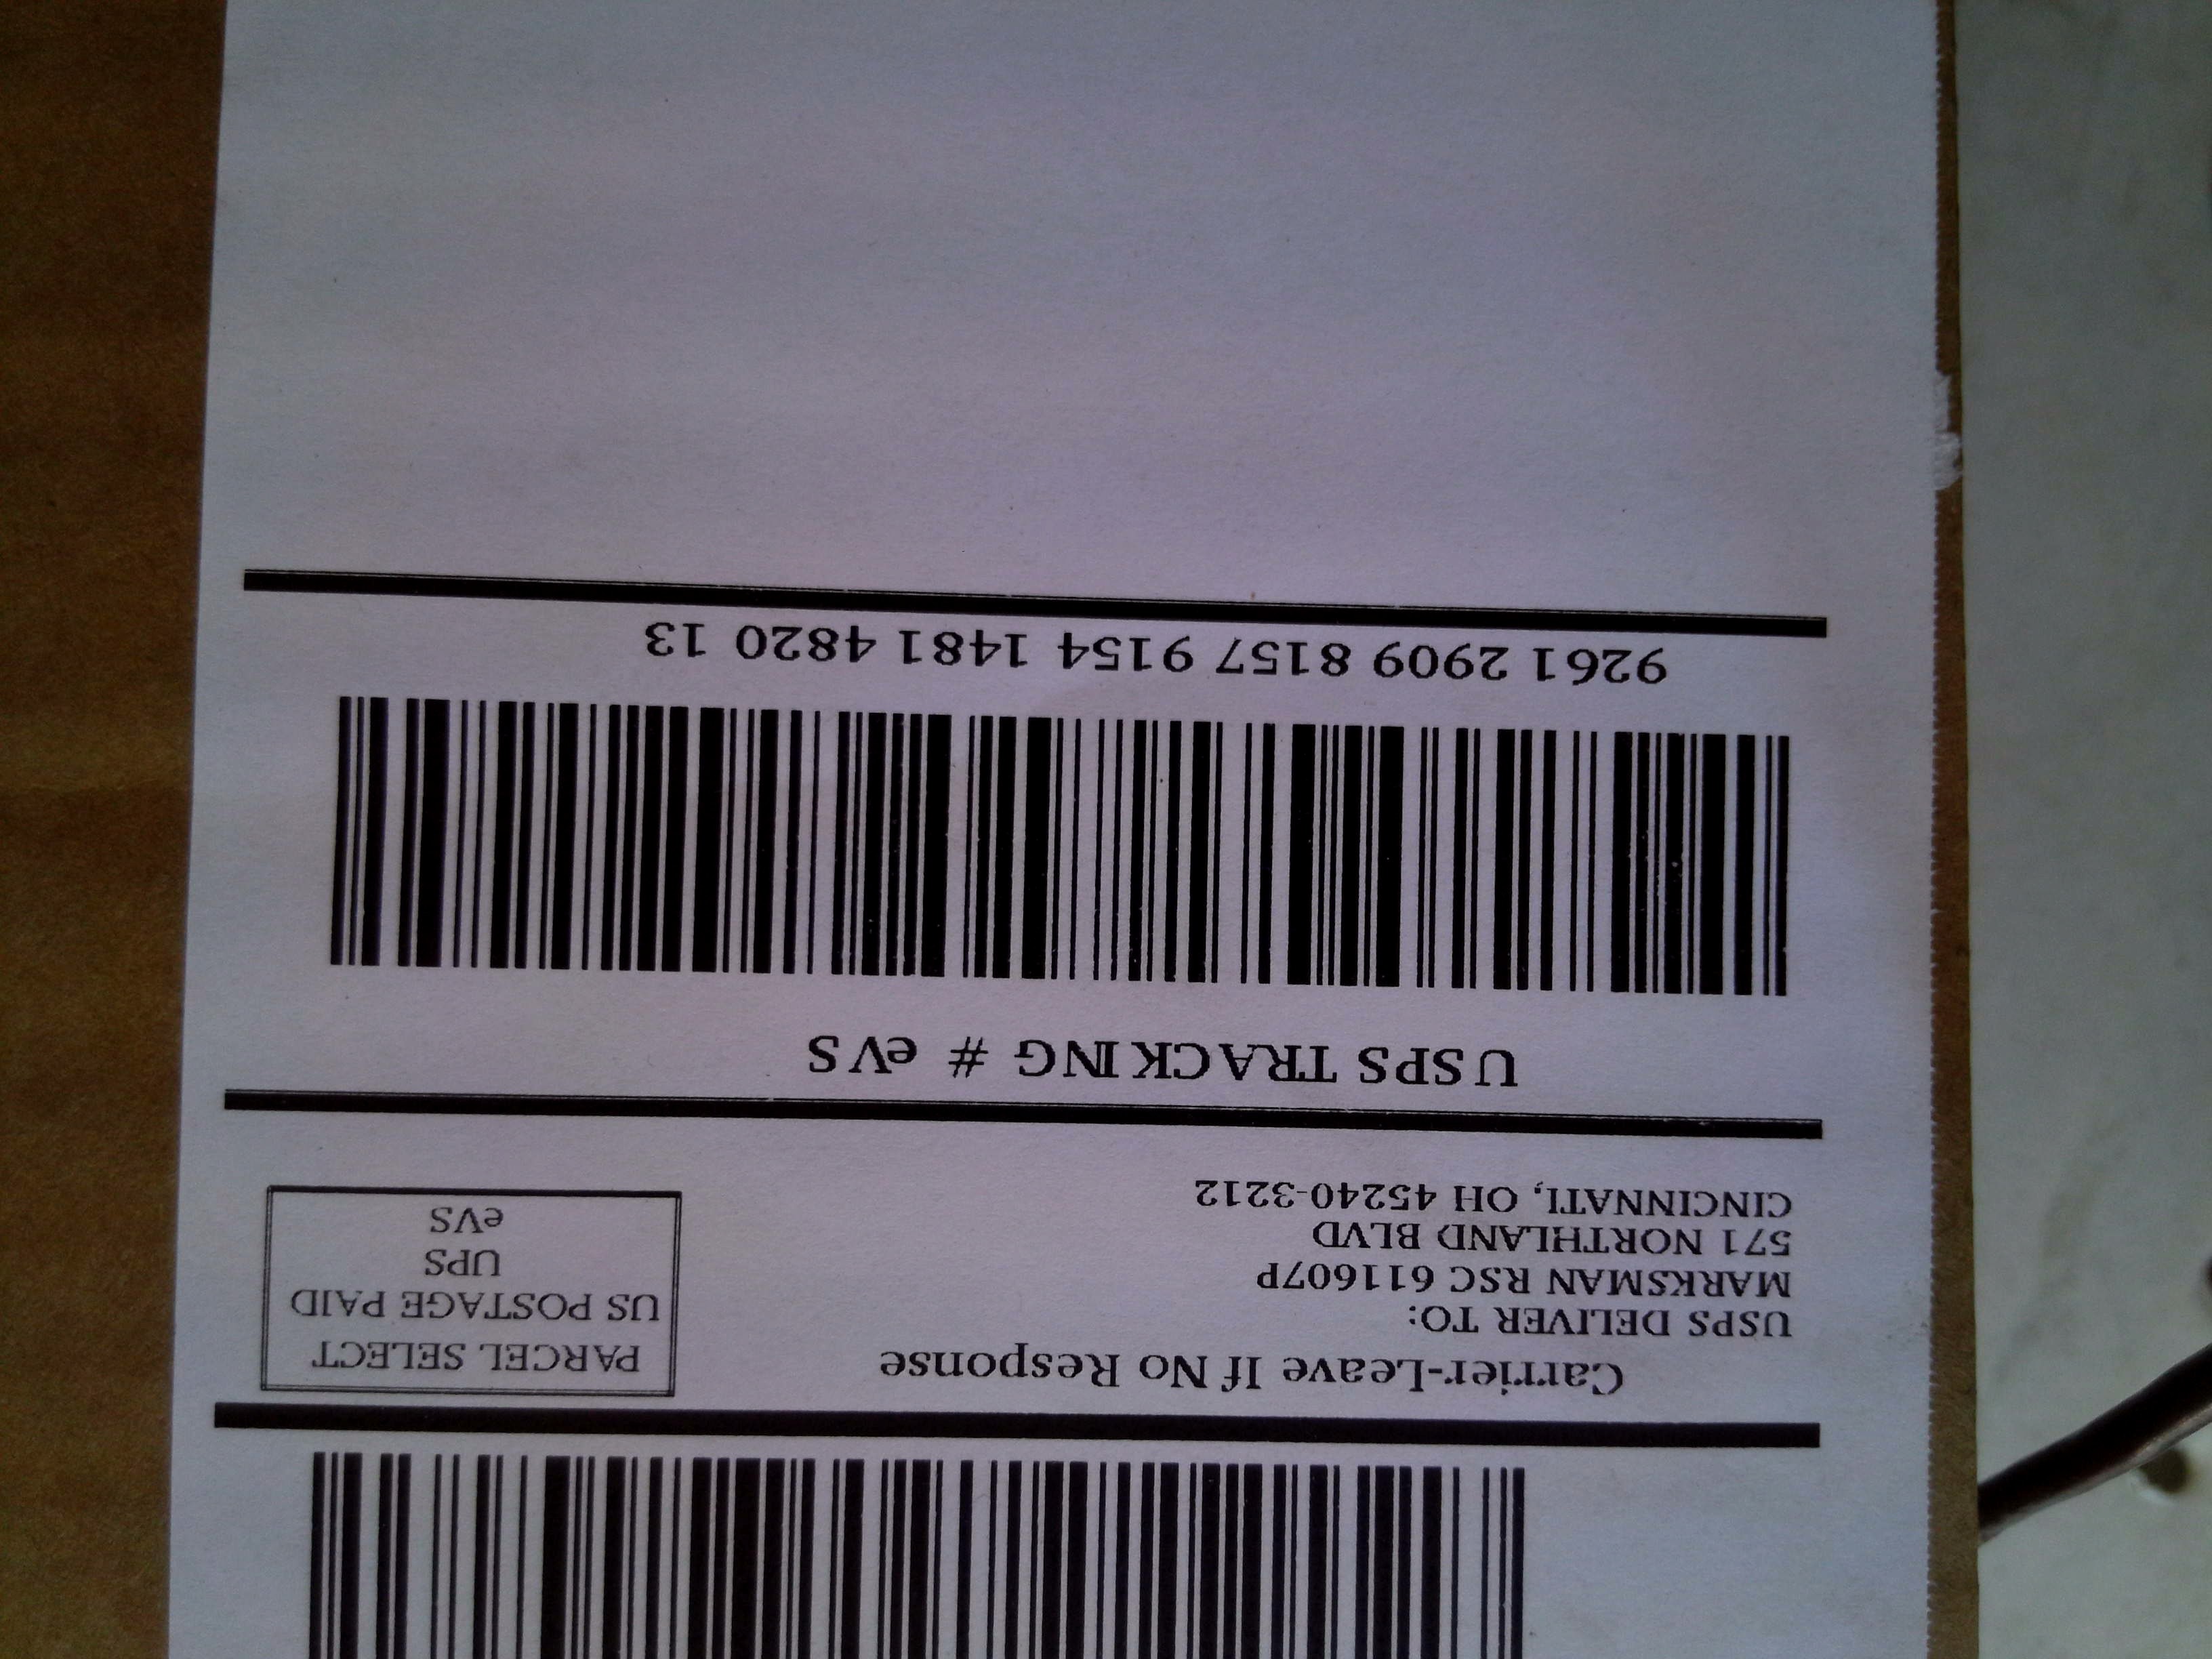 PARCEL SELECT
US POSTAGE PAID
UPS
eVS
Carrier-Leave If No Response
USPS DELIVER TO:
MARKSMAN RSC 611607P
571 NORTHLAND BLVD
CINCINNATI, OH 45240-3212
USPS TRACKING # eVS
9261 2909 8157 9154 1481 4820 13